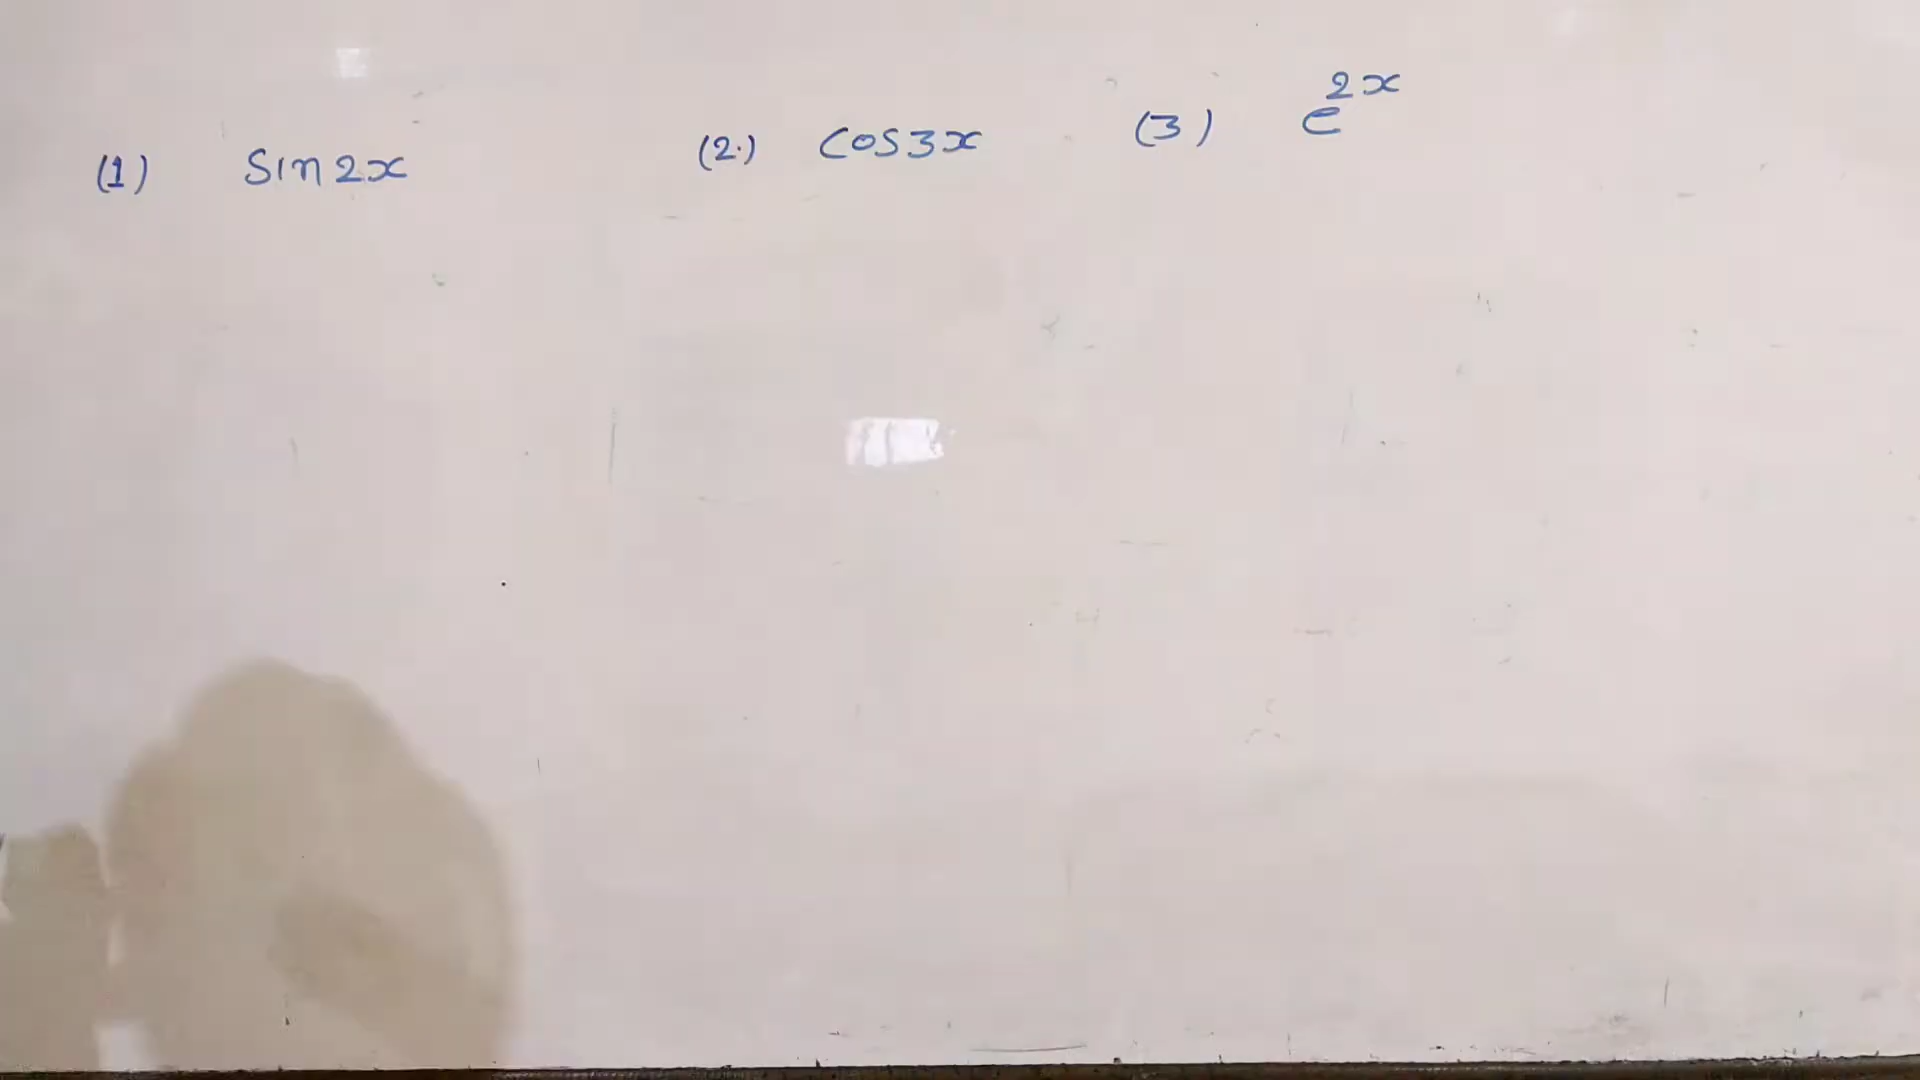 (1) Sin2x (2.) Cos3x (3) e^2x